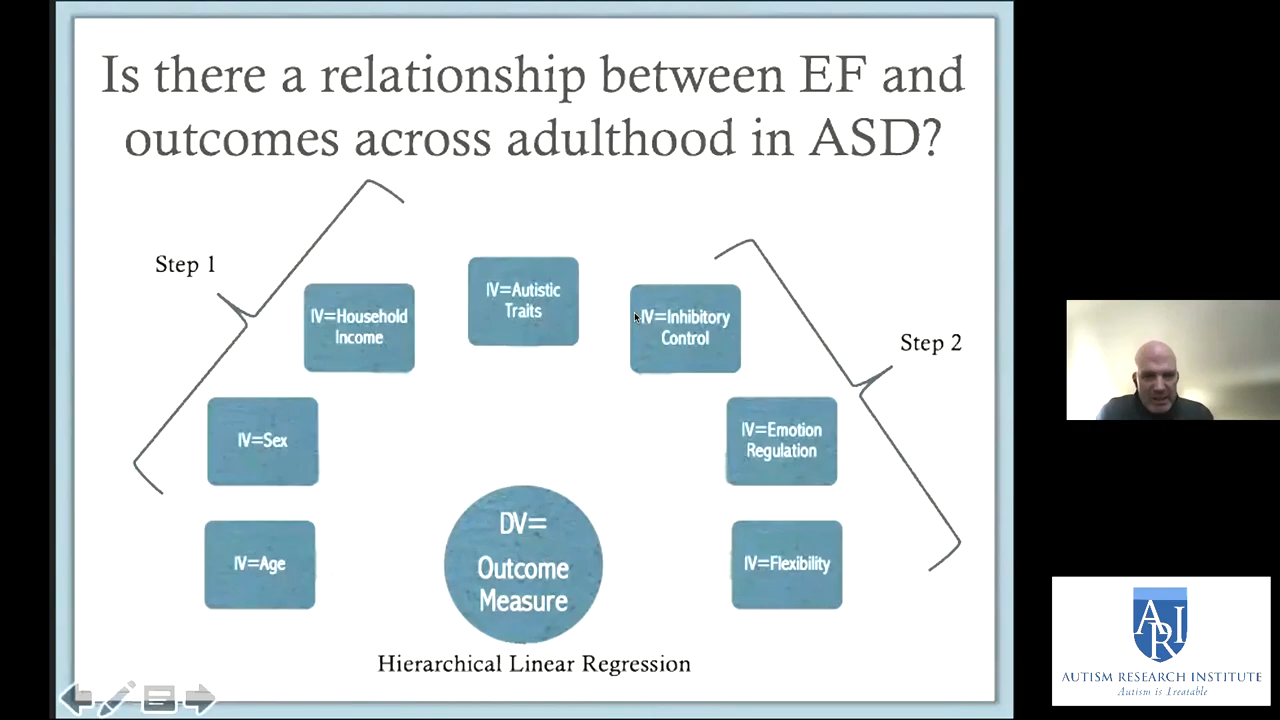 Is there a relationship between EF and
outcomes across adulthood in ASD?
Step 1
IV=Household
Income
IV=Autistic
Traits
IV=Inhibitory
Control
Step 2
IV=Sex
IV=Emotion
Regulation
IV=Age
DV=
Outcome
Measure
IV=Flexibility
Hierarchical Linear Regression
ARI
AUTISM RESEARCH INSTITUTE
Autism is Treatable